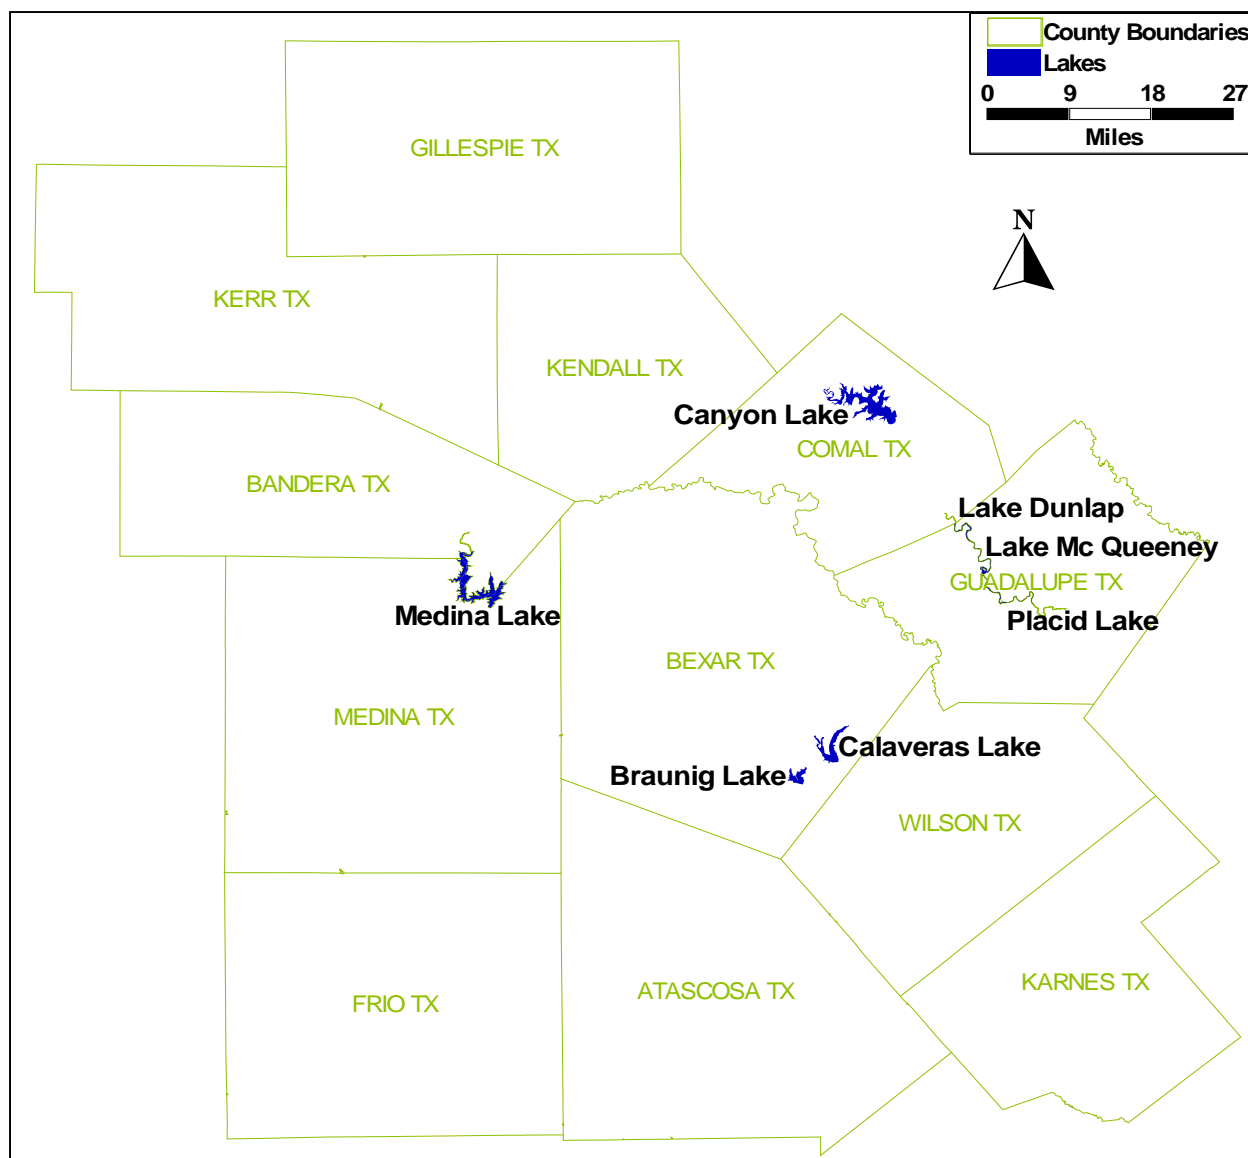 County Boundaries
Lakes
0 9 18 27
Miles
N
GILLESPIE TX
KERR TX
KENDALL TX
Canyon Lake
COMAL TX
BANDERA TX
Lake Dunlap
Lake Mc Queeney
GUADALUPE TX
Medina Lake
Placid Lake
BEXAR TX
MEDINA TX
Calaveras Lake
Braunig Lake
WILSON TX
KARNES TX
ATASCOSA TX
FRIO TX